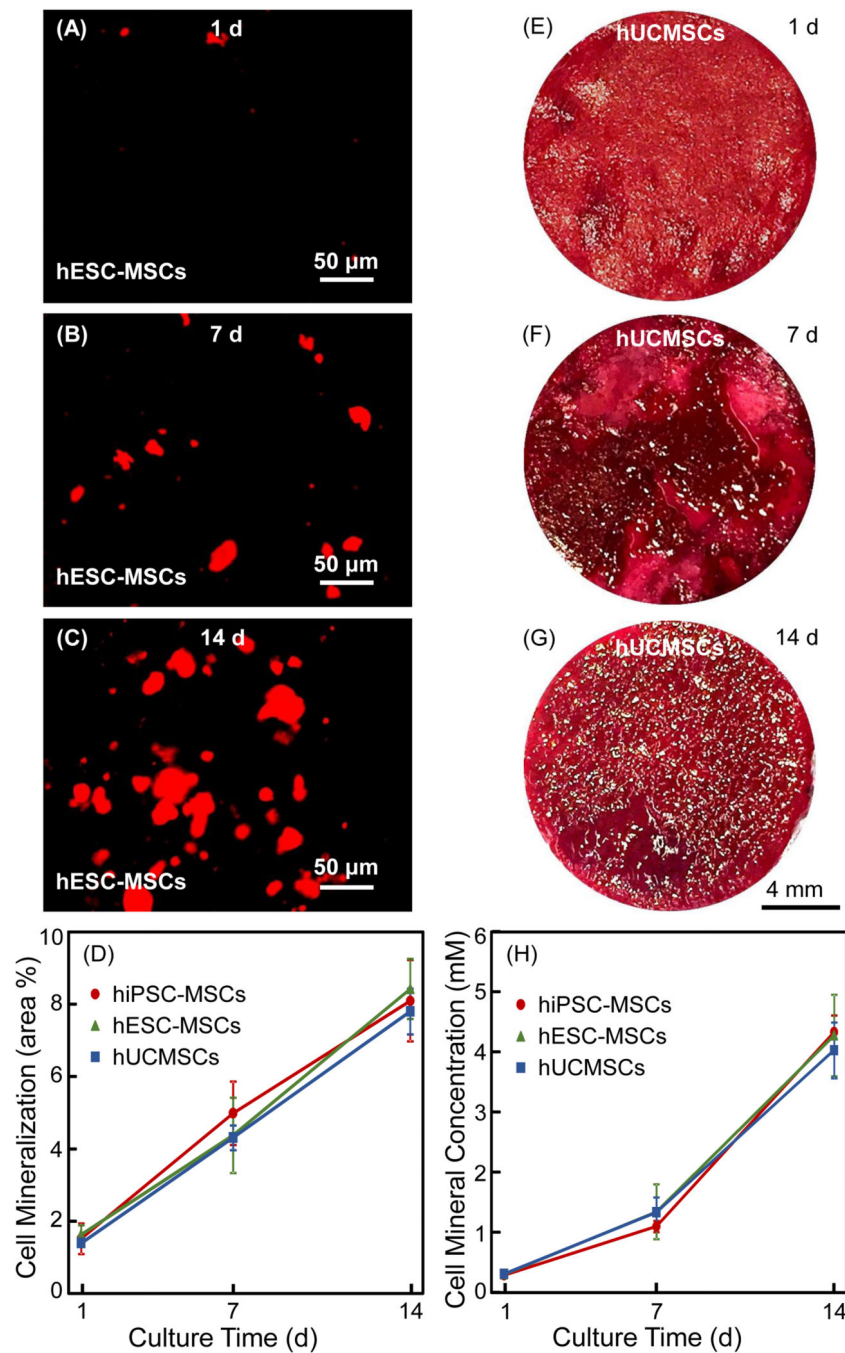 (A) 1 d
hESC-MSCs 50 µm
(B) 7 d
hESC-MSCs 50 µm
(C) 14 d
hESC-MSCs 50 µm
(E) hUCMSCs 1 d
(F) hUCMSCs 7 d
(G) hUCMSCs 14 d
4 mm
(D)
hiPSC-MSCs
hESC-MSCs
hUCMSCs
Cell Mineralization (area %)
10
8
6
4
2
0
1 7 14
Culture Time (d)
(H)
hiPSC-MSCs
hESC-MSCs
hUCMSCs
Cell Mineral Concentration (mM)
6
5
4
3
2
1
0
1 7 14
Culture Time (d)